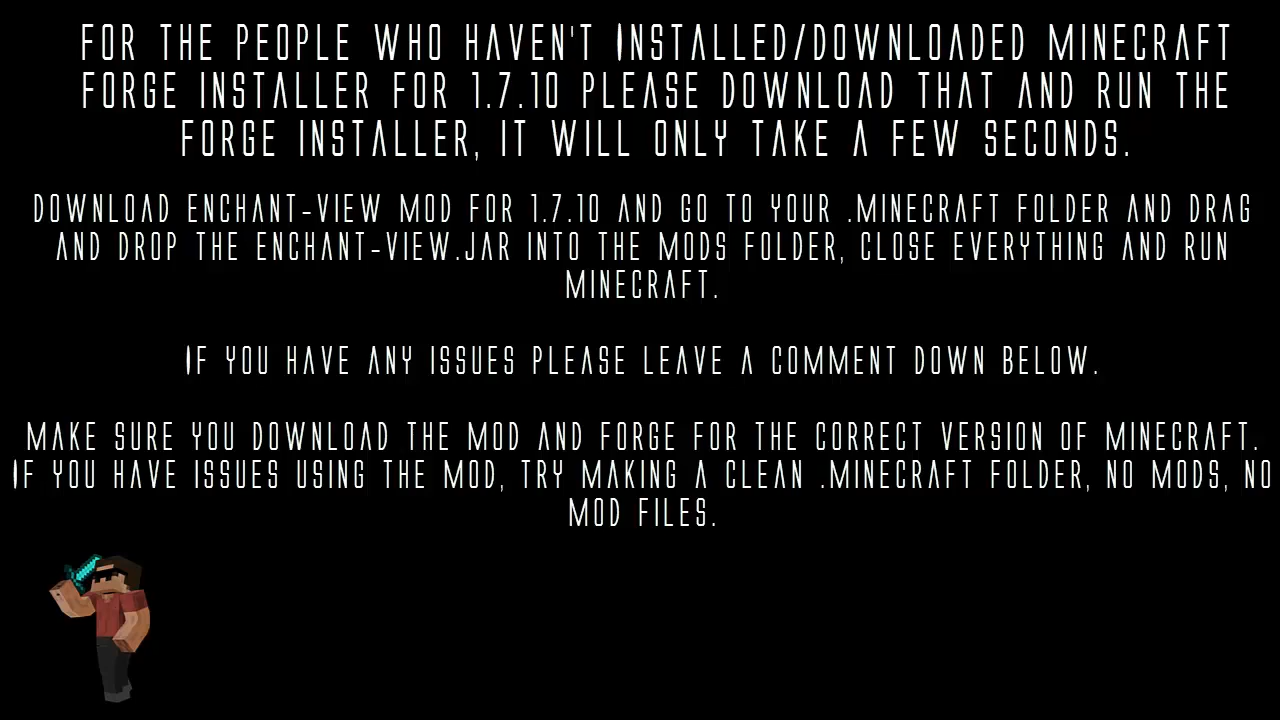 FOR THE PEOPLE WHO HAVEN'T INSTALLED/DOWNLOADED MINECRAFT
FORGE INSTALLER FOR 1.7.10 PLEASE DOWNLOAD THAT AND RUN THE
FORGE INSTALLER, IT WILL ONLY TAKE A FEW SECONDS.
DOWNLOAD ENCHANT-VIEW MOD FOR 1.7.10 AND GO TO YOUR .MINECRAFT FOLDER AND DRAG
AND DROP THE ENCHANT-VIEW.JAR INTO THE MODS FOLDER, CLOSE EVERYTHING AND RUN
MINECRAFT.
IF YOU HAVE ANY ISSUES PLEASE LEAVE A COMMENT DOWN BELOW.
MAKE SURE YOU DOWNLOAD THE MOD AND FORGE FOR THE CORRECT VERSION OF MINECRAFT.
IF YOU HAVE ISSUES USING THE MOD, TRY MAKING A CLEAN .MINECRAFT FOLDER, NO MODS, NO
MOD FILES.